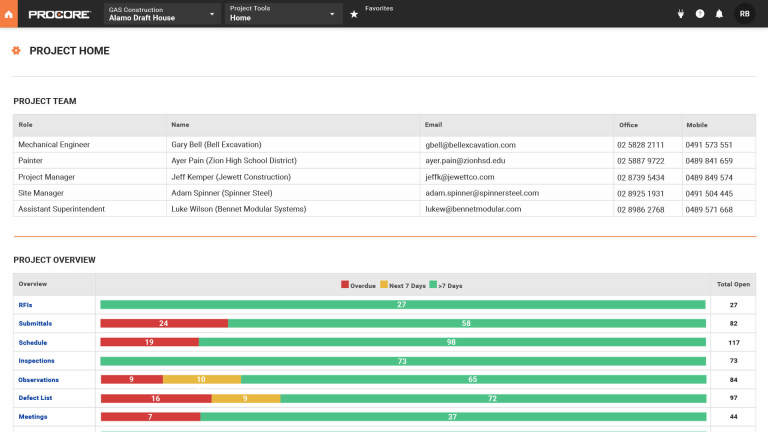 PROCORE
GAS Construction
Alamo Draft House
Project Tools
Home
Favorites
RB
PROJECT HOME
PROJECT TEAM
Role Name Email Office Mobile
Mechanical Engineer Gary Bell (Bell Excavation) gbell@bellexcavation.com 02 5828 2111 0491 573 551
Painter Ayer Pain (Zion High School District) ayer.pain@zionhsd.edu 02 5887 9722 0489 841 659
Project Manager Jeff Kemper (Jewett Construction) jeffk@jewettco.com 02 8739 5434 0489 849 574
Site Manager Adam Spinner (Spinner Steel) adam.spinner@spinnersteel.com 02 8925 1931 0491 504 445
Assistant Superintendent Luke Wilson (Bennet Modular Systems) lukew@bennetmodular.com 02 8986 2768 0489 571 668
PROJECT OVERVIEW
Overview Overdue Next 7 Days >7 Days Total Open
RFIs 27 27
Submittals 24 58 82
Schedule 19 98 117
Inspections 73 73
Observations 9 10 65 84
Defect List 16 9 72 97
Meetings 7 37 44